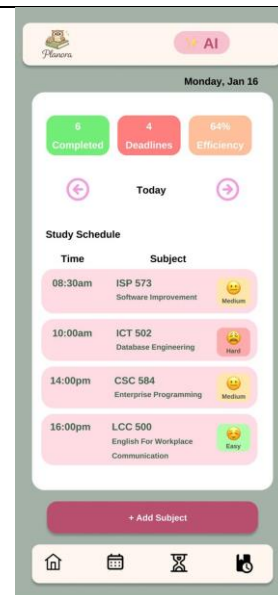 Planora
AI
Monday, Jan 16
6 4 64%
Completed Deadlines Efficiency
Today
Study Schedule
Time Subject
08:30am ISP 573
Software Improvement
Medium
10:00am ICT 502
Database Engineering
Hard
14:00pm CSC 584
Enterprise Programming
Medium
16:00pm LCC 500
English For Workplace
Communication
Easy
+ Add Subject